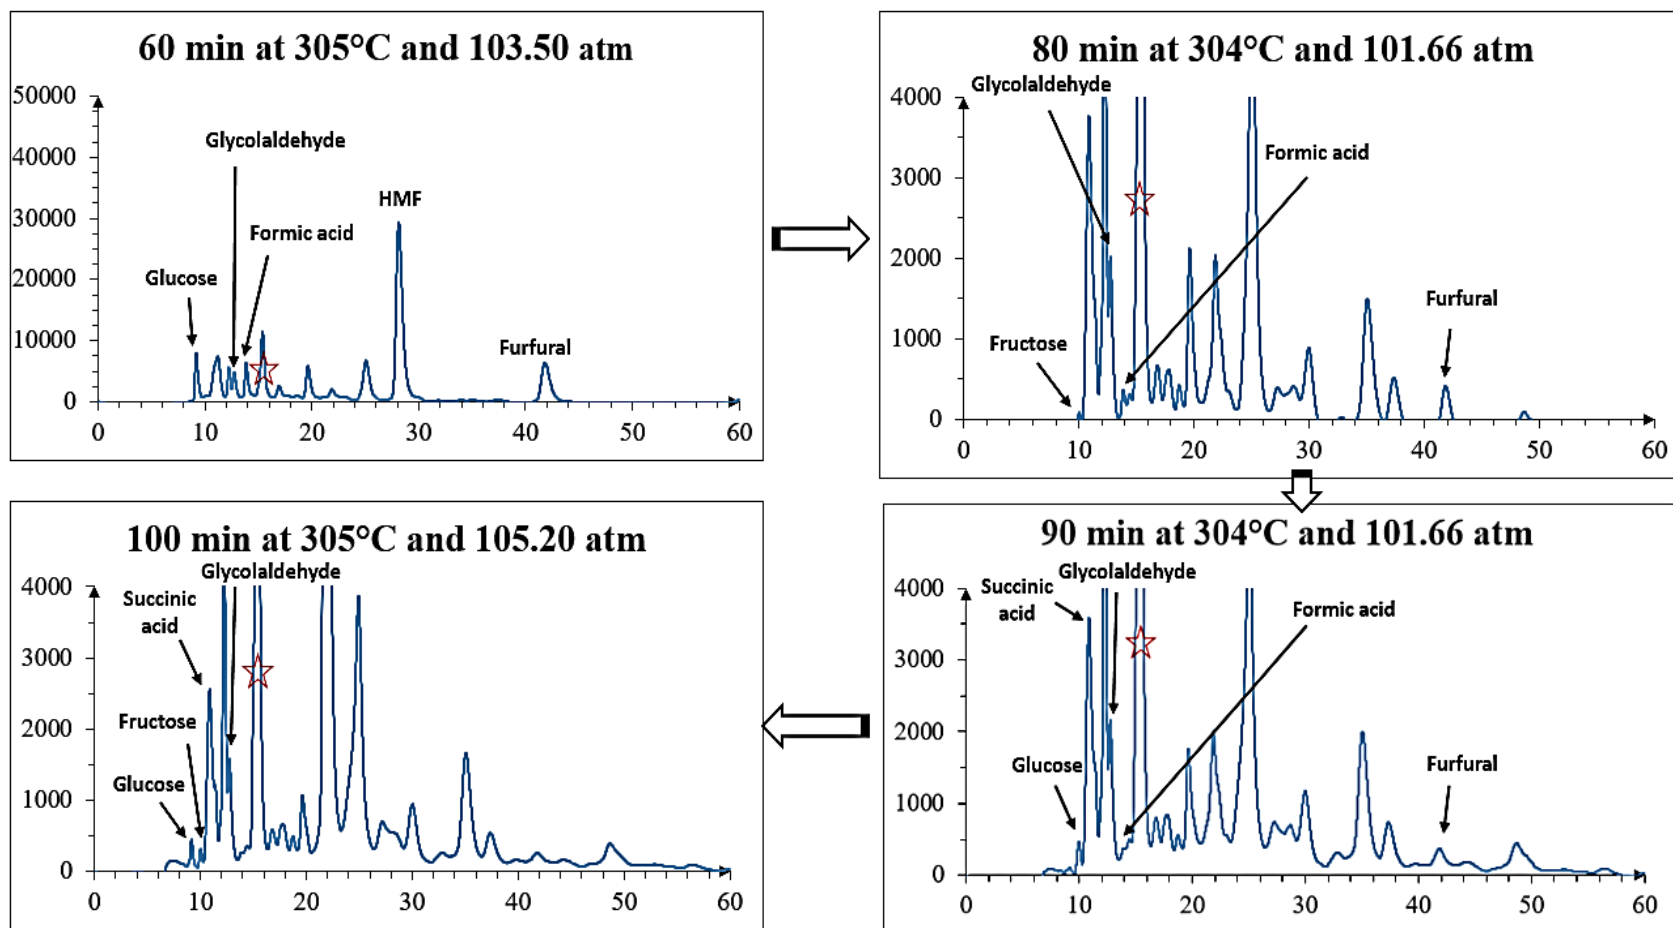 60 min at 305°C and 103.50 atm
50000
40000
30000
20000
10000
0
Glycolaldehyde
HMF
Formic acid
Glucose
Furfural
0 10 20 30 40 50 60
80 min at 304°C and 101.66 atm
Glycolaldehyde
4000
3000
2000
1000
0
Formic acid
Furfural
Fructose
0 10 20 30 40 50 60
100 min at 305°C and 105.20 atm
Glycolaldehyde
4000
3000
2000
1000
0
Succinic
acid
Fructose
Glucose
0 10 20 30 40 50 60
90 min at 304°C and 101.66 atm
Glycolaldehyde
4000
3000
2000
1000
0
Succinic
acid
Formic acid
Glucose
Furfural
0 10 20 30 40 50 60